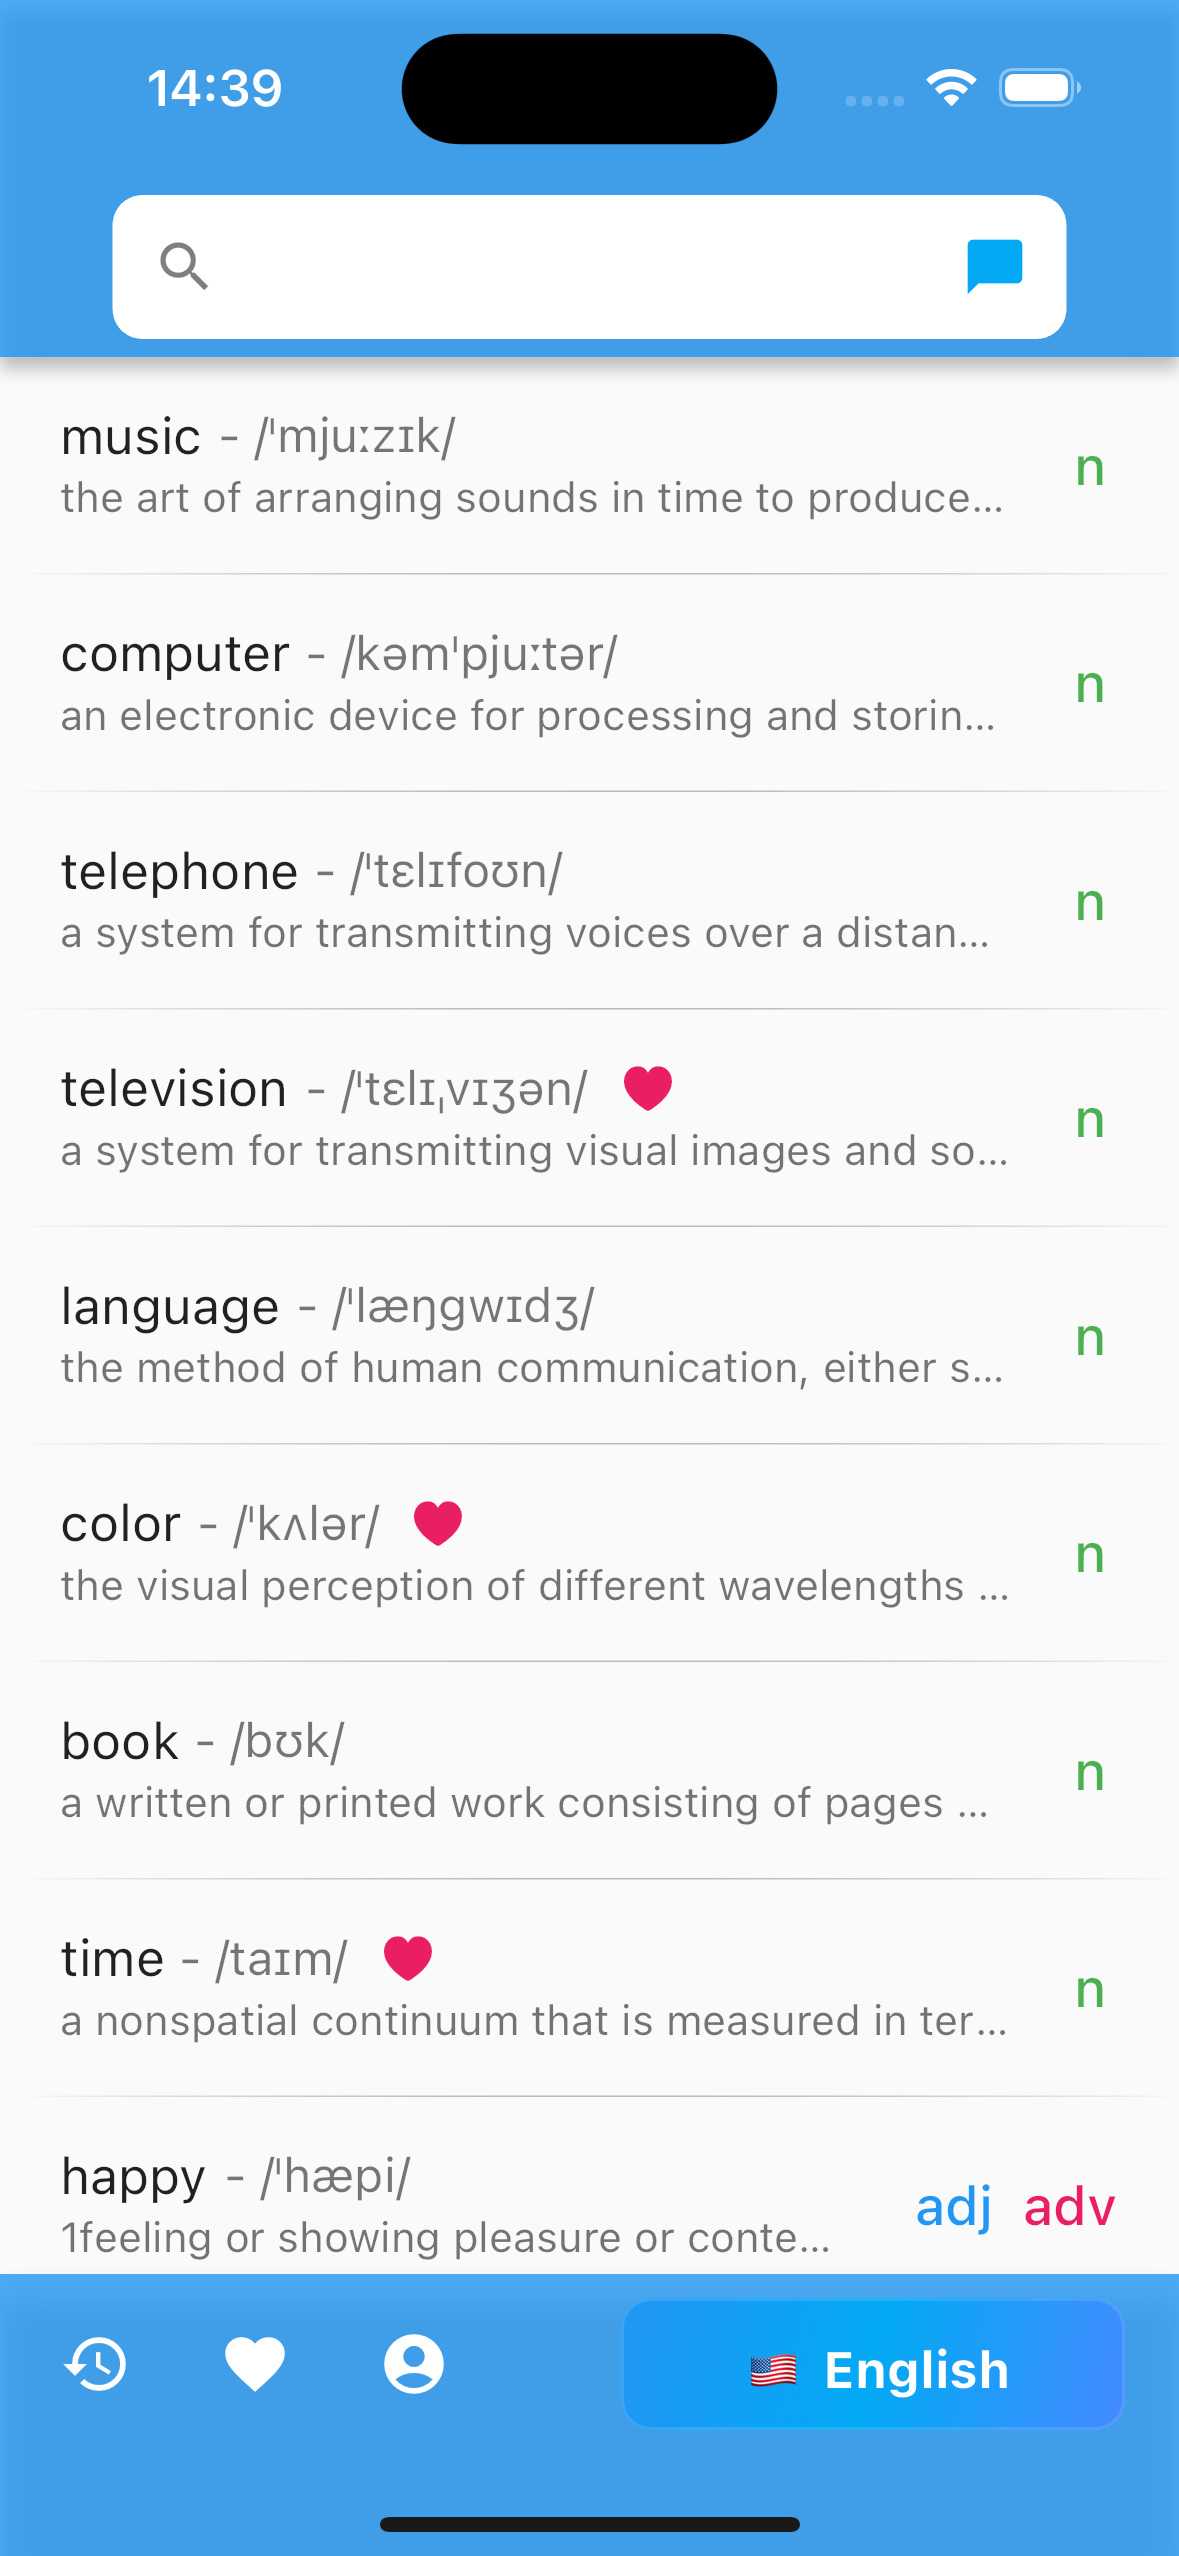 14:39
music - /ˈmjuːzɪk/
the art of arranging sounds in time to produce...
n
computer - /kəmˈpjuːtər/
an electronic device for processing and storin...
n
telephone - /ˈtɛlɪfoʊn/
a system for transmitting voices over a distan...
n
television - /ˈtɛlɪˌvɪʒən/
a system for transmitting visual images and so...
n
language - /ˈlæŋgwɪdʒ/
the method of human communication, either s...
n
color - /ˈkʌlər/
the visual perception of different wavelengths ...
n
book - /bʊk/
a written or printed work consisting of pages ...
n
time - /taɪm/
a nonspatial continuum that is measured in ter...
n
happy - /ˈhæpi/
1feeling or showing pleasure or conte...
adj adv
English